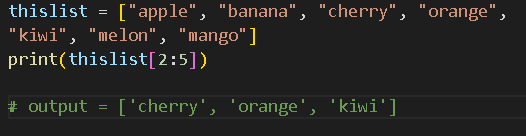 thislist = ["apple", "banana", "cherry", "orange",
"kiwi", "melon", "mango"]
print(thislist[2:5])
# output = ['cherry', 'orange', 'kiwi']